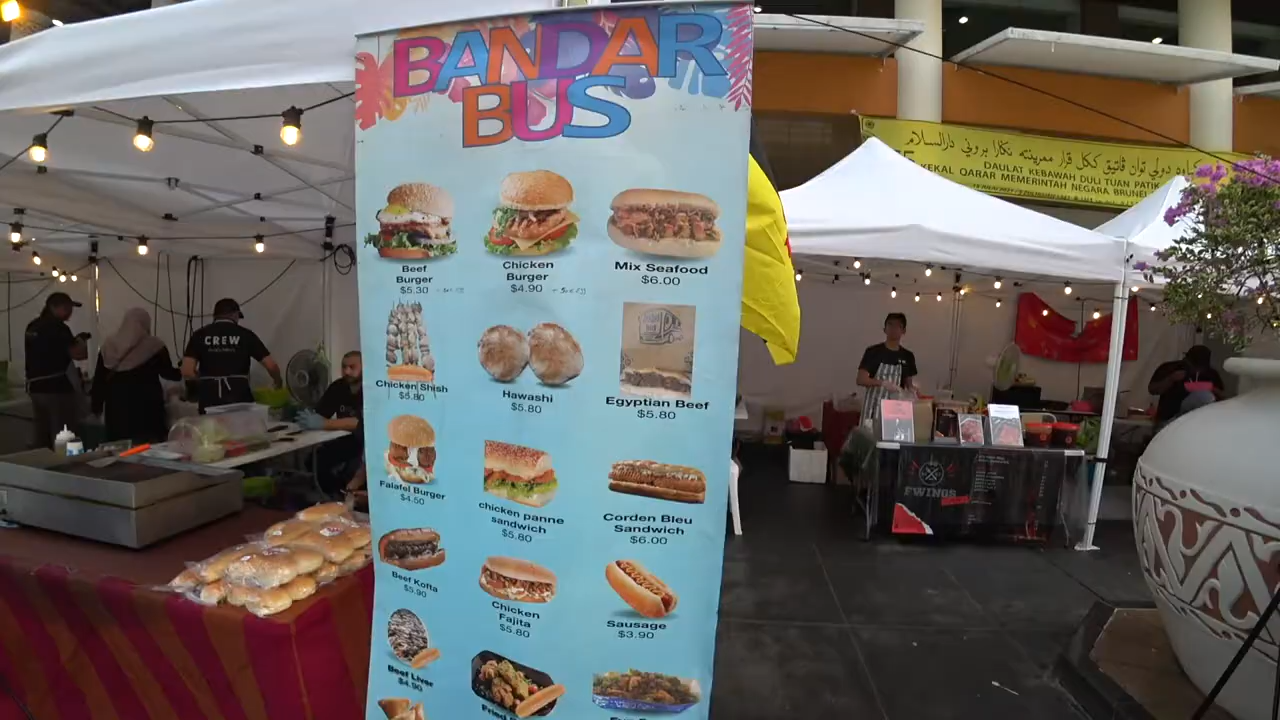 BANDAR
BUS
Beef
Burger
$5.30
Chicken
Burger
$4.90
Mix Seafood
$6.00
Chicken Shish
$5.80
Hawashi
$5.80
Egyptian Beef
$5.80
Falafel Burger
$4.50
chicken panne
sandwich
$5.80
Corden Bleu
Sandwich
$6.00
Beef Kofta
$5.90
Chicken
Fajita
$5.80
Sausage
$3.90
Beef Liver
$4.90
Fried
CREW
DAULAT KEBAWAH DULI TUAN PATIK
KEKAL QARAR MEMERINTAH NEGARA BRUNEI
FWINGS